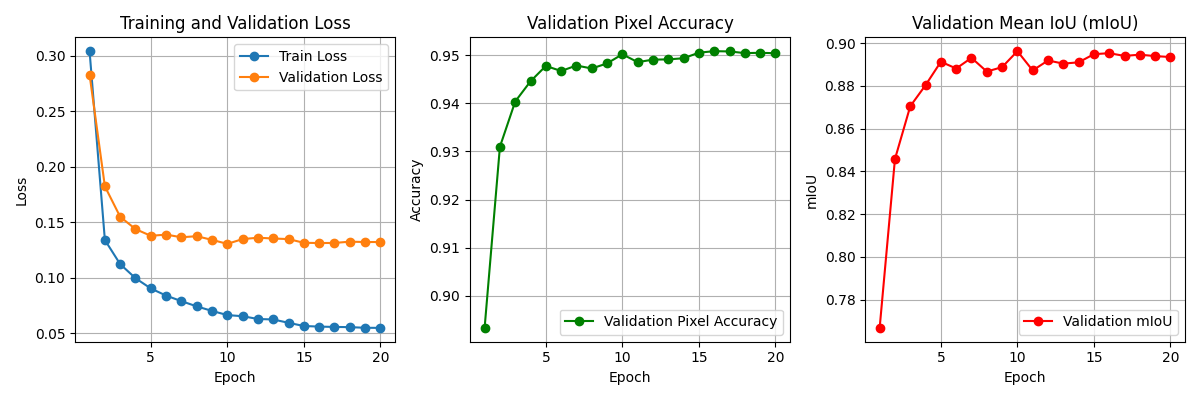 Training and Validation Loss
Train Loss
Validation Loss
0.30
0.25
0.20
0.15
0.10
0.05
Loss
5
10
15
20
Epoch
Validation Pixel Accuracy
0.95
0.94
0.93
0.92
0.91
0.90
Accuracy
Validation Pixel Accuracy
5
10
15
20
Epoch
Validation Mean IoU (mIoU)
0.90
0.88
0.86
0.84
0.82
0.80
0.78
mIoU
Validation mIoU
5
10
15
20
Epoch